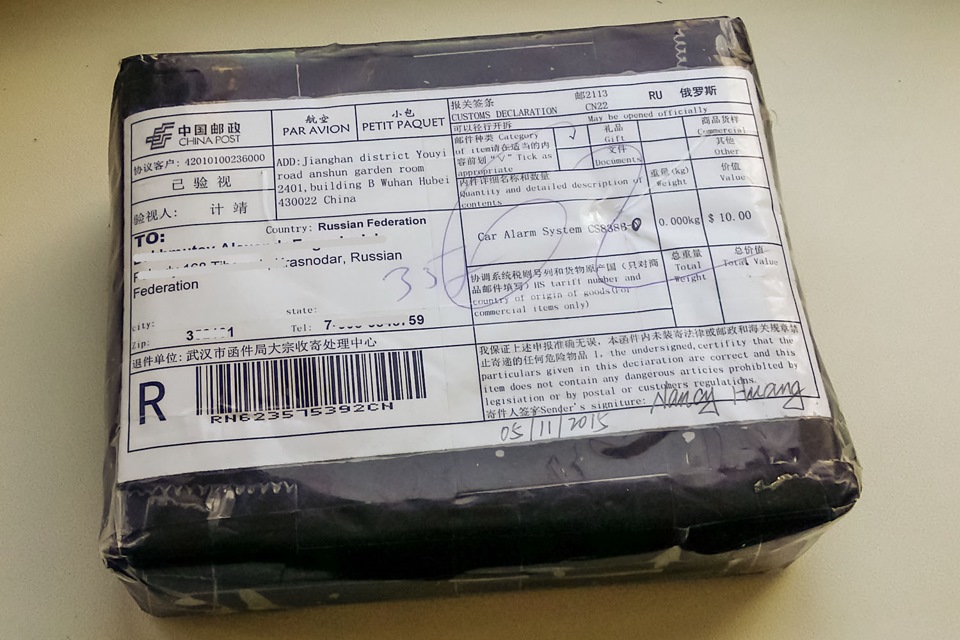 中国邮政
CHINA POST
航空
PAR AVION
小包
PETIT PAQUET
协议客户: 42010100236000
已验视
验视人: 计 靖
ADD:Jianghan district Youyi
road anshun garden room
2401,building B Wuhan Hubei
430022 China
Country: Russian Federation
TO:
Krasnodar, Russian
Federation
city:
state:
Zip:
Tel:
退件单位: 武汉市函件局大宗收寄处理中心
R
RN623575392CN
报关签条
CUSTOMS DECLARATION
邮2113
CN22
RU 俄罗斯
可以径行开拆
May be opened officially
邮件种类 Category
of item请在适当的内
容前划"√" Tick as
appropriate
√
礼品
Gift
文件
Documents
商品货样
Commercial
其他
Other
内件详细名称和数量
Quantity and detailed description of
contents
重量(kg)
Weight
价值
Value
Car Alarm System CS838B-0
0.000kg
$ 10.00
协调系统税则号列和货物原产国 (只对商
品邮件填写) HS tariff number and
country of origin of goods(For
commercial items only)
总重量
Total
Weight
总价值
Total Value
我保证上述申报准确无误, 本函件内未装寄法律或邮政和海关规章禁
止寄递的任何危险物品 I, the undersigned,certify that the
particulars given in this deciaration are correct and this
item does not contain any dangerous articies prohiblted by
legisiation or by postal or customers regulations.
寄件人签字Sender's signiture: Nancy Huang
05/11/2015